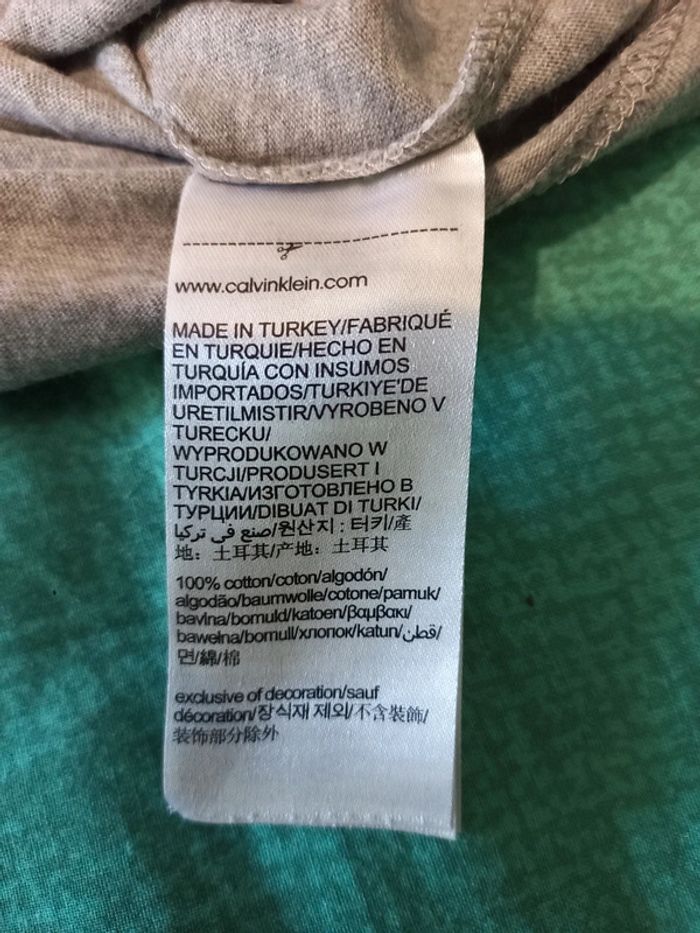 www.calvinklein.com
MADE IN TURKEY/FABRIQUÉ
EN TURQUIE/HECHO EN
TURQUÍA CON INSUMOS
IMPORTADOS/TURKIYE'DE
URETILMISTIR/VYROBENO V
TURECKU/
WYPRODUKOWANO W
TURCJI/PRODUSERT I
TYRKIA/ИЗГОТОВЛЕНО В
ТУРЦИИ/DIBUAT DI TURKI/
صنع في تركيا/원산지 : 터키/產
地：土耳其/产地：土耳其
100% cotton/coton/algodón/
algodão/baumwolle/cotone/pamuk/
bavlna/bomuld/katoen/βαμβακι/
bawełna/bomull/хлопок/katun/قطن/
면/綿/棉
exclusive of decoration/sauf
décoration/장식재 제외/不含裝飾/
装饰部分除外